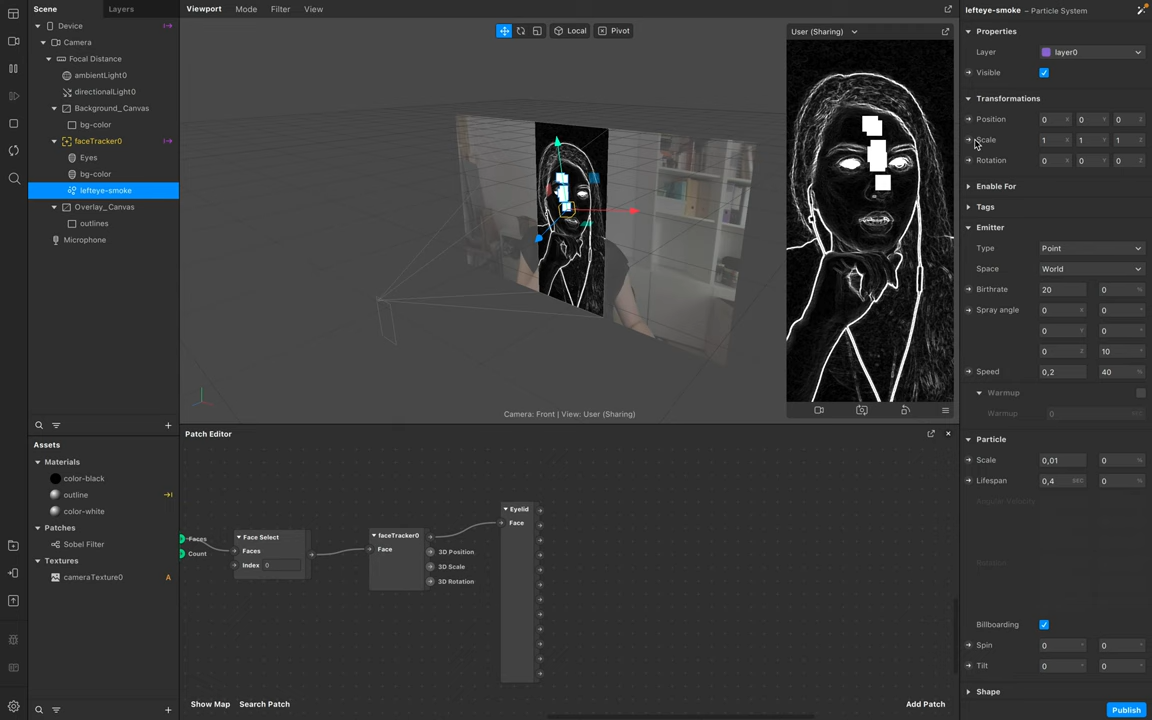 Scene Layers
Device
Camera
Focal Distance
ambientLight0
directionalLight0
Background_Canvas
bg-color
faceTracker0
Eyes
bg-color
lefteye-smoke
Overlay_Canvas
outlines
Microphone
Assets
Materials
color-black
outline
color-white
Patches
Sobel Filter
Textures
cameraTexture0 A
Viewport Mode Filter View
Local Pivot
User (Sharing)
Camera: Front | View: User (Sharing)
Patch Editor
Faces
Count
Face Select
Faces
Index 0
faceTracker0
Face
3D Position
3D Scale
3D Rotation
Eyelid
Face
Show Map Search Patch Add Patch
lefteye-smoke – Particle System
Properties
Layer layer0
Visible
Transformations
Position 0 X 0 Y 0 Z
Scale 1 X 1 Y 1 Z
Rotation 0 X 0 Y 0 Z
Enable For
Tags
Emitter
Type Point
Space World
Birthrate 20 0 %
Spray angle 0 X 0 °
0 Y 0 °
0 Z 10 °
Speed 0,2 40 %
Warmup
Warmup 0 SEC
Particle
Scale 0,01 0 %
Lifespan 0,4 SEC 0 %
Angular Velocity
Rotation
Billboarding
Spin 0 ° 0 °
Tilt 0 ° 0 °
Shape
Publish